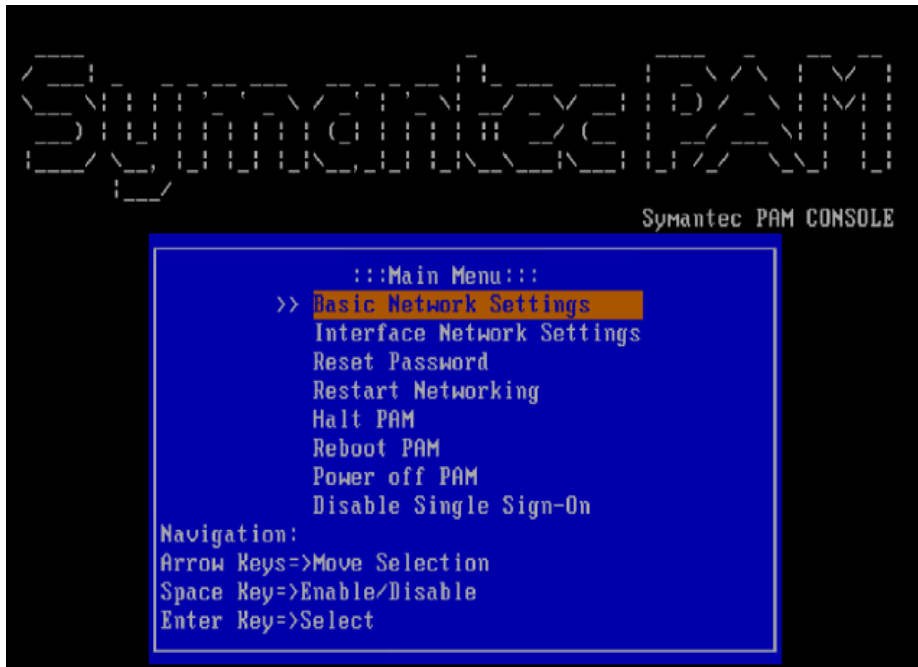 Symantec PAM
Symantec PAM CONSOLE
:::Main Menu:::
>> Basic Network Settings
Interface Network Settings
Reset Password
Restart Networking
Halt PAM
Reboot PAM
Power off PAM
Disable Single Sign-On
Navigation:
Arrow Keys=>Move Selection
Space Key=>Enable/Disable
Enter Key=>Select